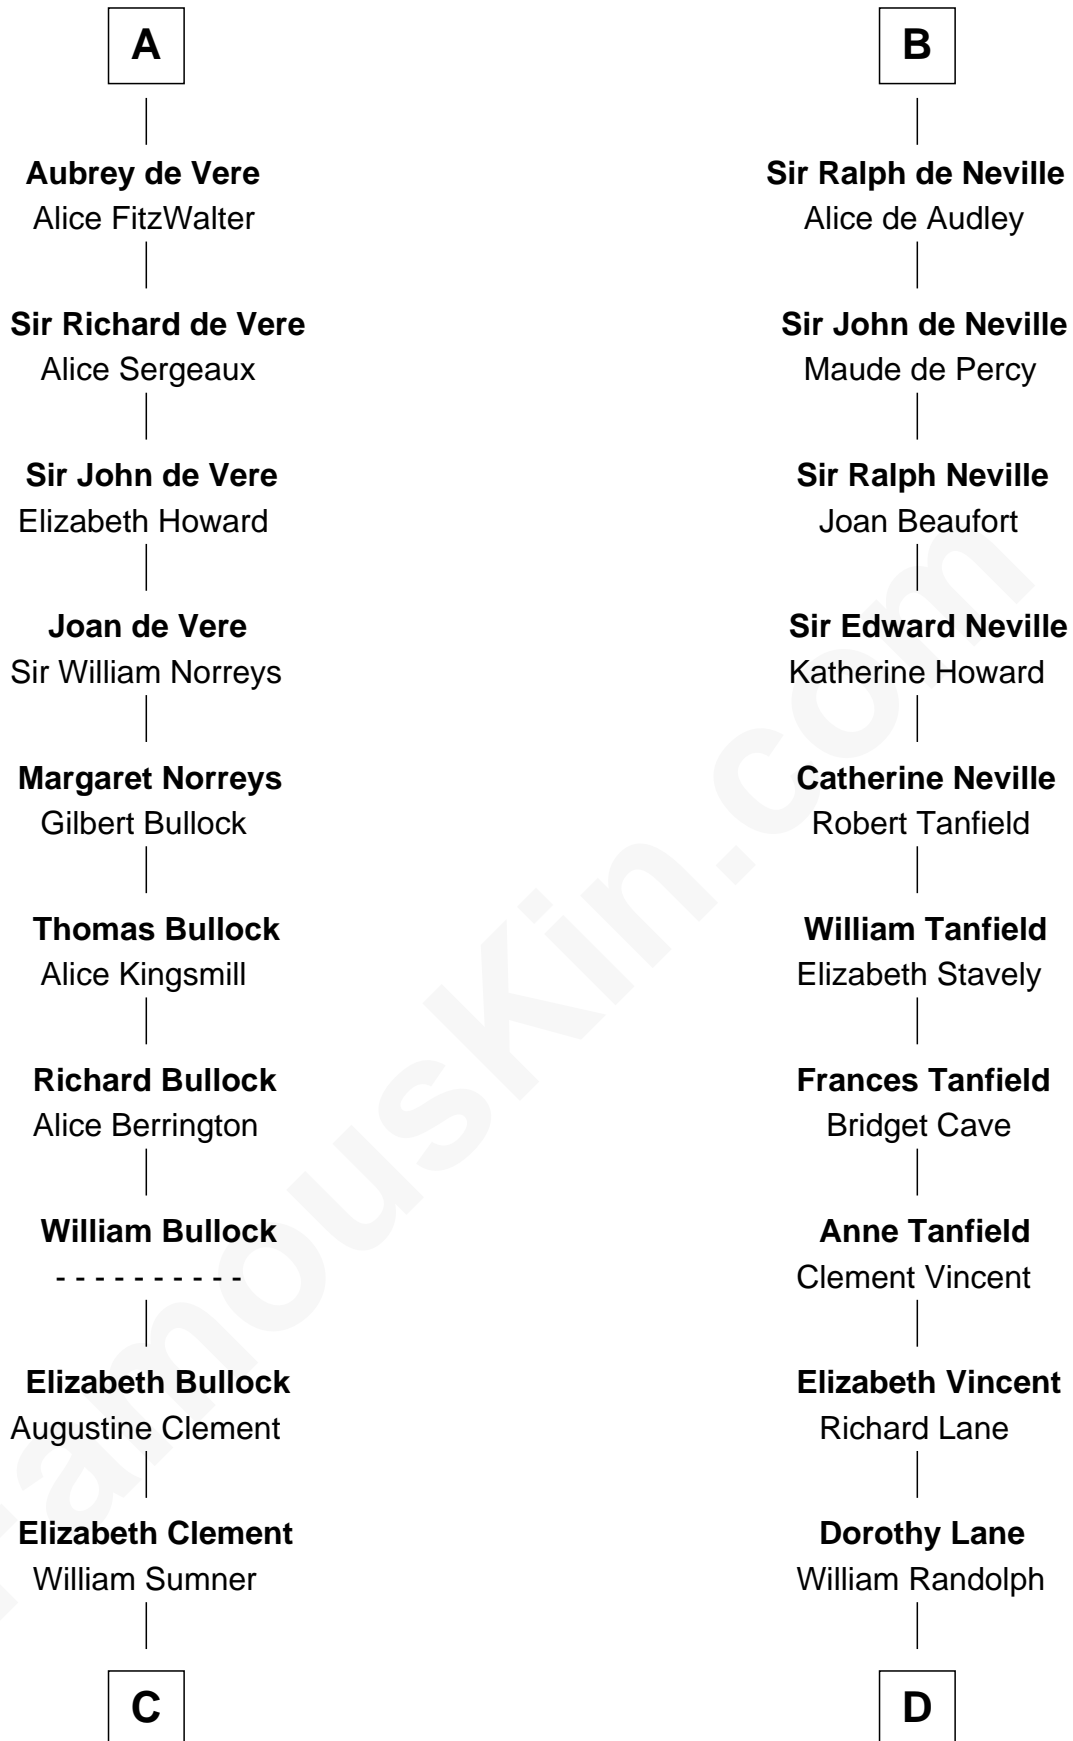 A
Aubrey de Vere
Alice FitzWalter
Sir Richard de Vere
Alice Sergeaux
Sir John de Vere
Elizabeth Howard
Joan de Vere
Sir William Norreys
Margaret Norreys
Gilbert Bullock
Thomas Bullock
Alice Kingsmill
Richard Bullock
Alice Berrington
William Bullock
- - - - - - - - - -
Elizabeth Bullock
Augustine Clement
Elizabeth Clement
William Sumner
C
B
Sir Ralph de Neville
Alice de Audley
Sir John de Neville
Maude de Percy
Sir Ralph Neville
Joan Beaufort
Sir Edward Neville
Katherine Howard
Catherine Neville
Robert Tanfield
William Tanfield
Elizabeth Stavely
Frances Tanfield
Bridget Cave
Anne Tanfield
Clement Vincent
Elizabeth Vincent
Richard Lane
Dorothy Lane
William Randolph
D
FamousKin.com